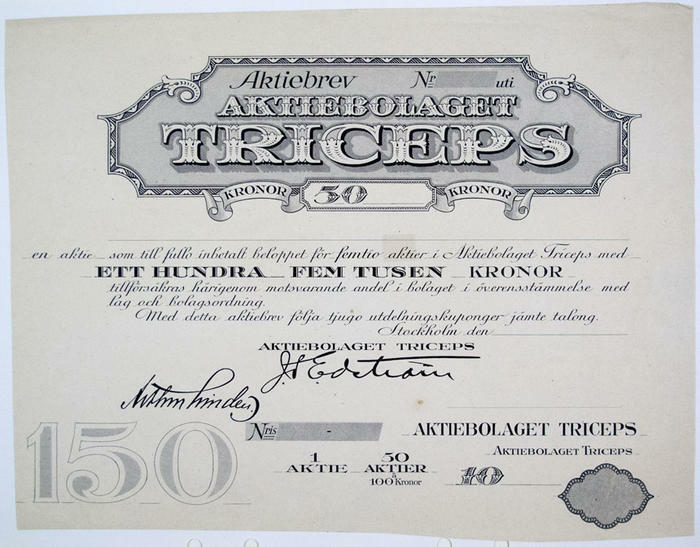 Aktiebrev Nr uti
AKTIEBOLAGET
TRICEPS
KRONOR 50 KRONOR
en aktie som till fullo inbetalt beloppet för femtio aktier i Aktiebolaget Triceps med
ETT HUNDRA FEM TUSEN KRONOR
tillförsäkras härigenom motsvarande andel i bolaget i överensstämmelse med
lag och bolagsordning.
Med detta aktiebrev följa tjugo utdelningskuponger jämte talong.
Stockholm den
AKTIEBOLAGET TRICEPS
J S Edström
Nris - AKTIEBOLAGET TRICEPS
AKTIEBOLAGET TRICEPS
150 1 AKTIE 50 AKTIER 10
à 100 Kronor